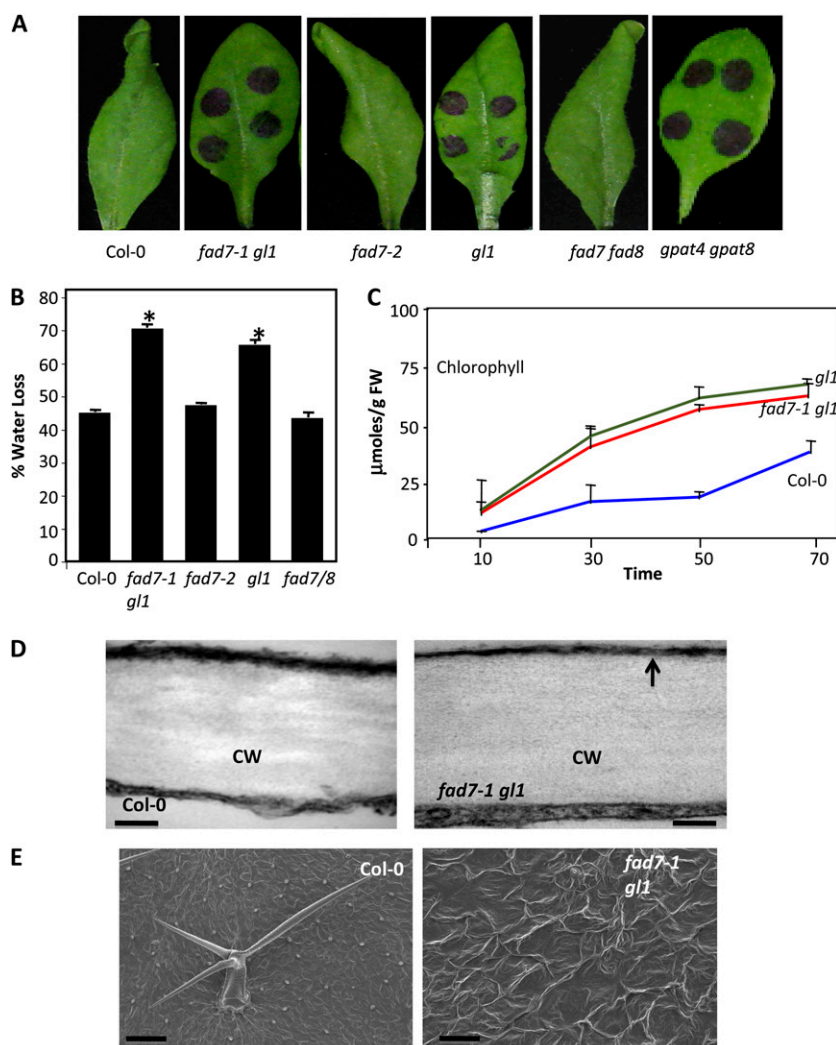 A
Col-0 fad7-1 gl1 fad7-2 gl1 fad7 fad8 gpat4 gpat8
B
80
70
60
50
40
30
20
10
0
% Water Loss
*
*
Col-0 fad7-1 fad7-2 gl1 fad7/8
gl1
C
100
75
50
25
0
μmoles/g FW
Chlorophyll
gl1
fad7-1 gl1
Col-0
10 30 50 70
Time
D
CW
Col-0
CW
fad7-1 gl1
E
Col-0
fad7-1
gl1